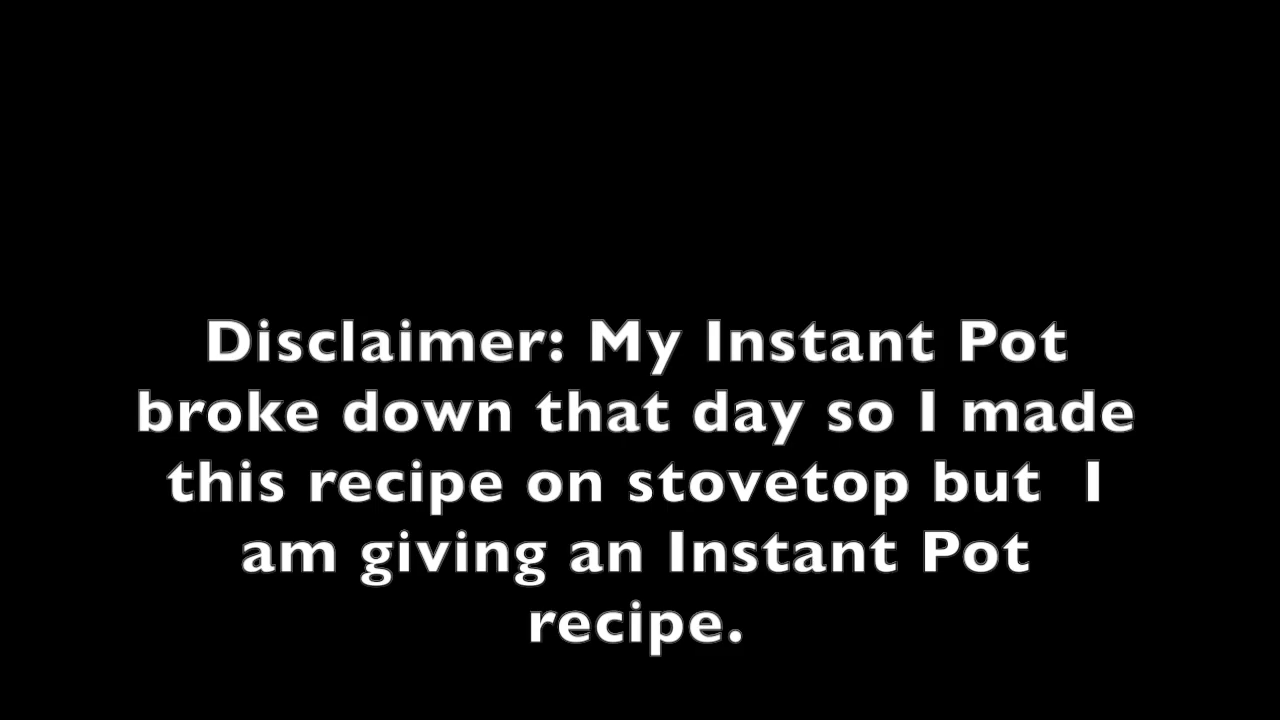 Disclaimer: My Instant Pot
broke down that day so I made
this recipe on stovetop but  I
am giving an Instant Pot
recipe.